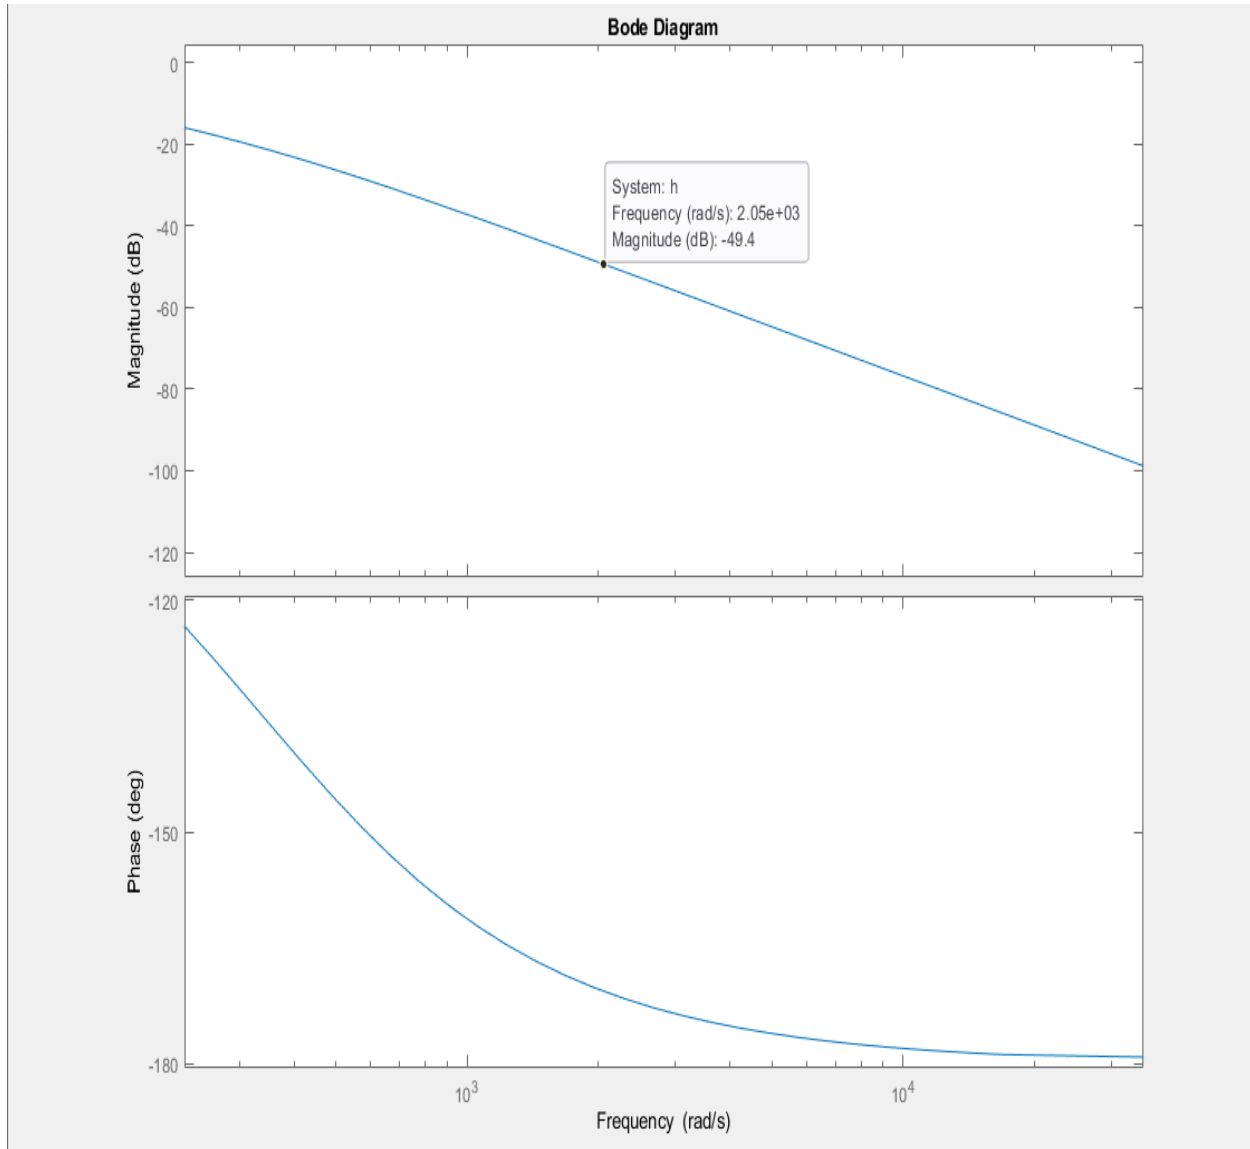 Bode Diagram
0
-20
-40
-60
-80
-100
-120
Magnitude (dB)
System: h
Frequency (rad/s): 2.05e+03
Magnitude (dB): -49.4
-120
-150
-180
Phase (deg)
10^3
10^4
Frequency (rad/s)